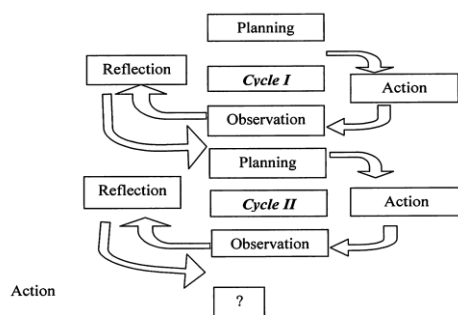 Planning
Reflection
Cycle I
Action
Observation
Planning
Reflection
Action
Cycle II
Observation
Action
?